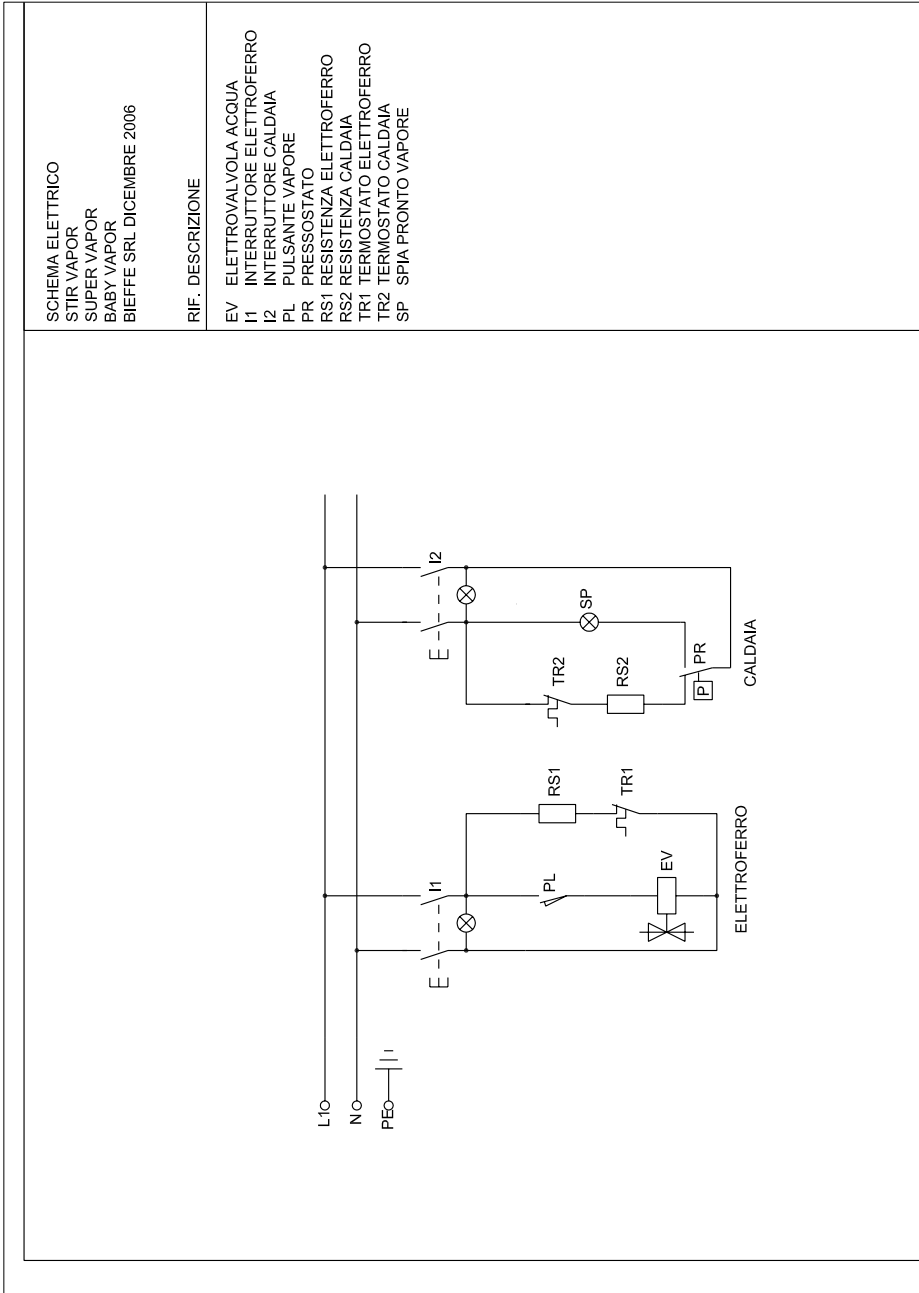 SCHEMA ELETTRICO
STIR VAPOR
SUPER VAPOR
BABY VAPOR
BIEFFE SRL DICEMBRE 2006
RIF. DESCRIZIONE
EV ELETTROVALVOLA ACQUA
I1 INTERRUTTORE ELETTROFERRO
I2 INTERRUTTORE CALDAIA
PL PULSANTE VAPORE
PR PRESSOSTATO
RS1 RESISTENZA ELETTROFERRO
RS2 RESISTENZA CALDAIA
TR1 TERMOSTATO ELETTROFERRO
TR2 TERMOSTATO CALDAIA
SP SPIA PRONTO VAPORE
L1
N
PE
I1
PL
EV
RS1
TR1
ELETTROFERRO
I2
SP
TR2
RS2
PR
P
CALDAIA